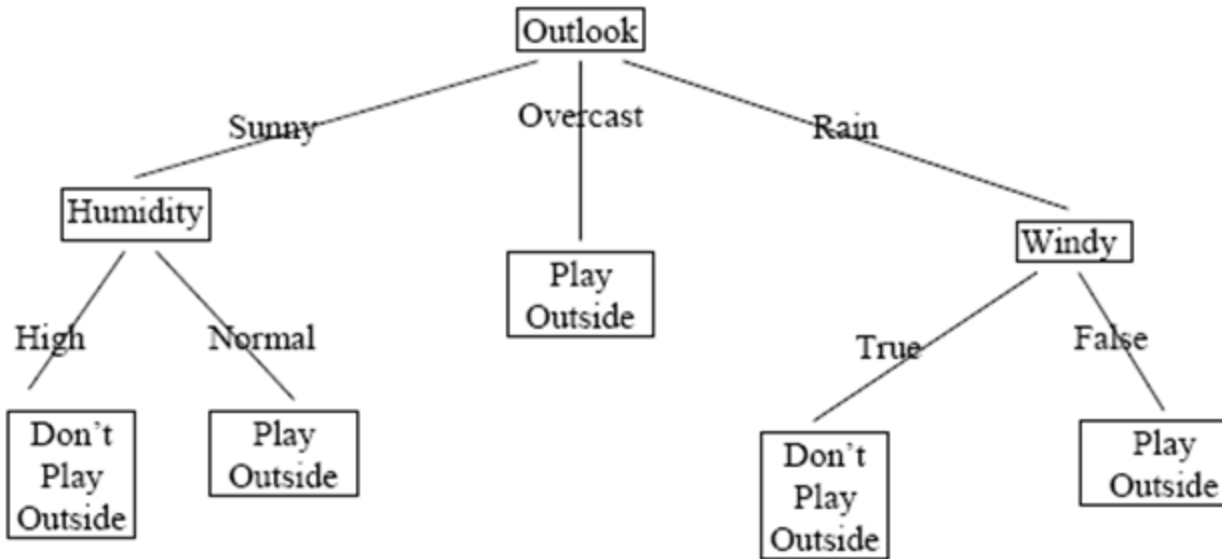 Outlook
Sunny
Overcast
Rain
Humidity
Windy
Play
Outside
High
Normal
True
False
Don’t
Play
Outside
Play
Outside
Don’t
Play
Outside
Play
Outside